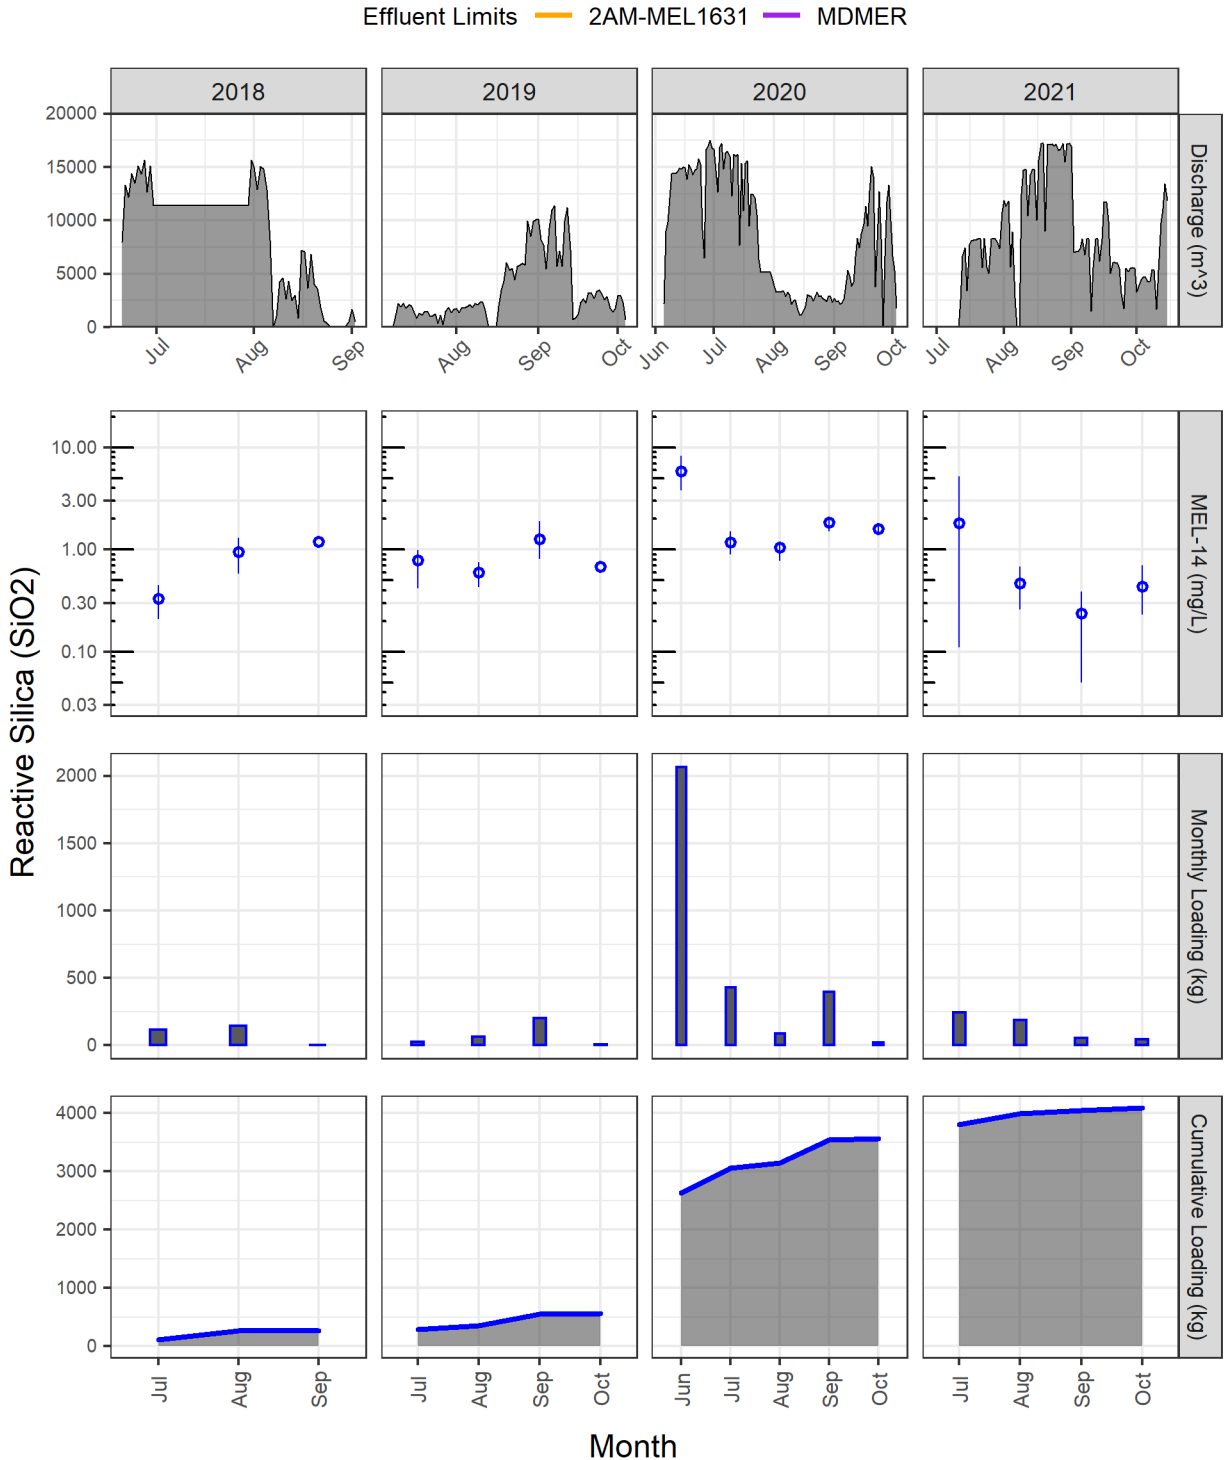 Effluent Limits 2AM-MEL1631 MDMER
2018 2019 2020 2021
20000
15000
10000
5000
0
Discharge (m^3)
Jul Aug Sep Aug Sep Oct Jun Jul Aug Sep Oct Jul Aug Sep Oct
10.00
3.00
1.00
0.30
0.10
0.03
MEL-14 (mg/L)
Reactive Silica (SiO2)
2000
1500
1000
500
0
Monthly Loading (kg)
4000
3000
2000
1000
0
Cumulative Loading (kg)
Jul Aug Sep Jul Aug Sep Oct Jun Jul Aug Sep Oct Jul Aug Sep Oct
Month